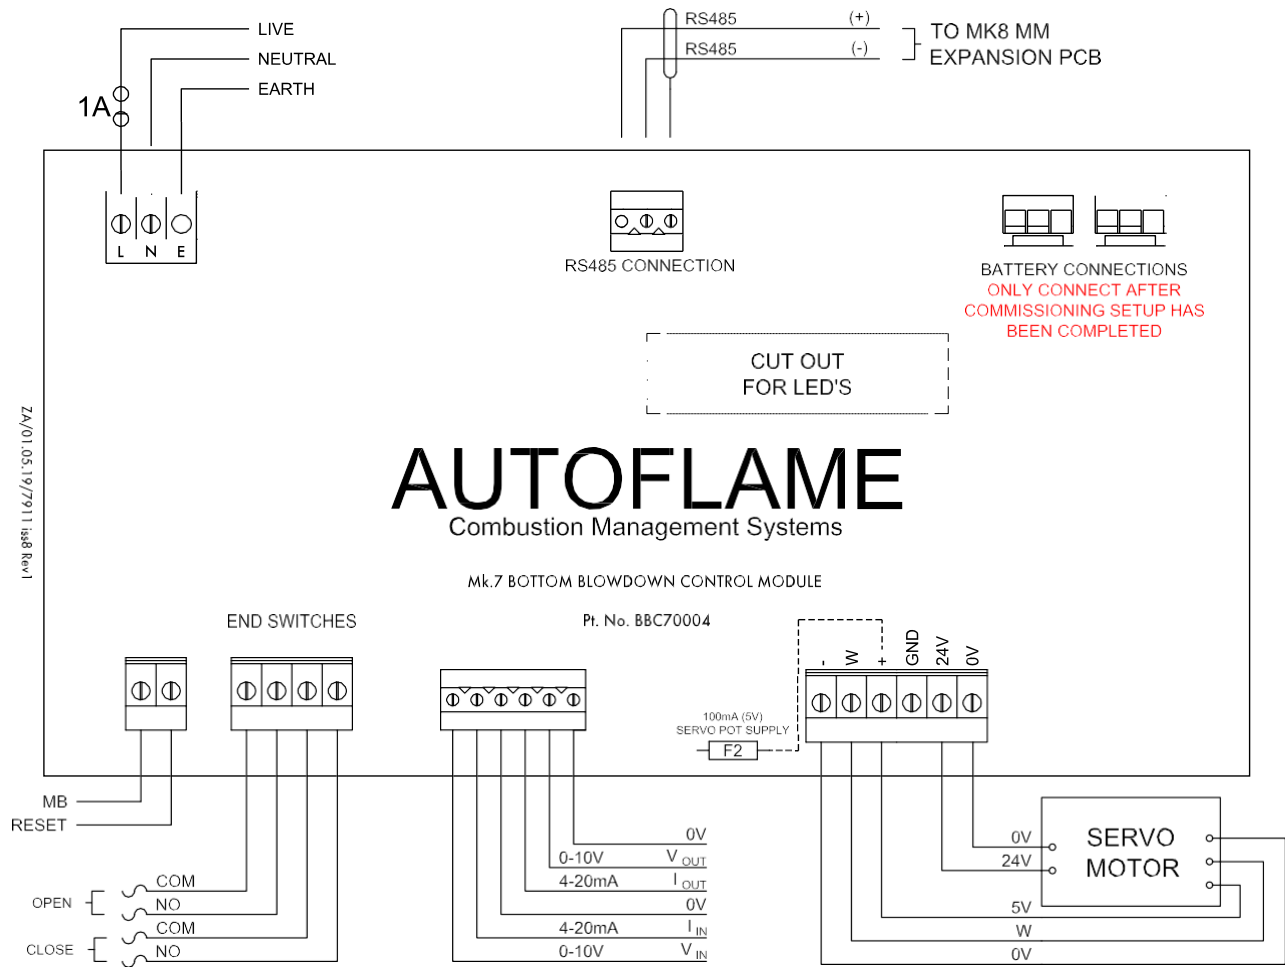 LIVE
NEUTRAL
EARTH
1A
RS485 (+)
RS485 (-)
TO MK8 MM
EXPANSION PCB
L N E
RS485 CONNECTION
BATTERY CONNECTIONS
ONLY CONNECT AFTER
COMMISSIONING SETUP HAS
BEEN COMPLETED
CUT OUT
FOR LED'S
ZA/01.05.19/7911 iss8 Rev1
AUTOFLAME
Combustion Management Systems
Mk.7 BOTTOM BLOWDOWN CONTROL MODULE
Pt. No. BBC70004
END SWITCHES
- W + GND 24V 0V
100mA (5V)
SERVO POT SUPPLY
F2
MB
RESET
OPEN
COM
NO
CLOSE
COM
NO
0V
0-10V V OUT
4-20mA I OUT
0V
4-20mA I IN
0-10V V IN
0V
24V
SERVO
MOTOR
5V
W
0V